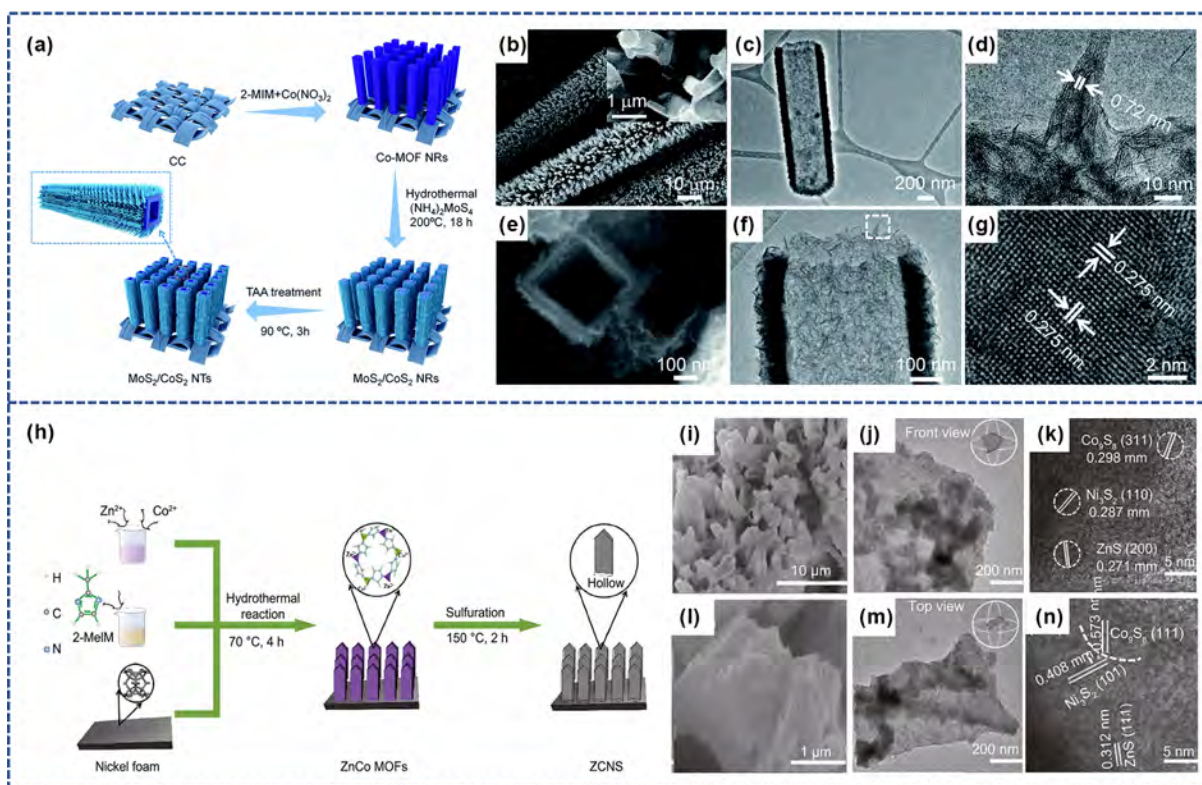 (a)
2-MIM+Co(NO3)2
CC
Co-MOF NRs
Hydrothermal
(NH4)2MoS4
200ºC, 18 h
TAA treatment
90 ºC, 3h
MoS2/CoS2 NTs
MoS2/CoS2 NRs
(b)
1 μm
10 μm
(c)
200 nm
(d)
0.72 nm
10 nm
(e)
100 nm
(f)
100 nm
(g)
0.275 nm
0.275 nm
2 nm
(h)
Zn2+
Co2+
H
C
N
2-MeIM
Nickel foam
Hydrothermal
reaction
70 °C, 4 h
ZnCo MOFs
Sulfuration
150 °C, 2 h
Hollow
ZCNS
(i)
10 μm
(j)
Front view
200 nm
(k)
Co9S8 (311)
0.298 mm
Ni3S2 (110)
0.287 mm
ZnS (200)
0.271 mm
5 nm
(l)
1 μm
(m)
Top view
200 nm
(n)
Co9S8 (111)
0.573 nm
0.408 mm
Ni3S2 (101)
0.312 nm
ZnS (111)
5 nm